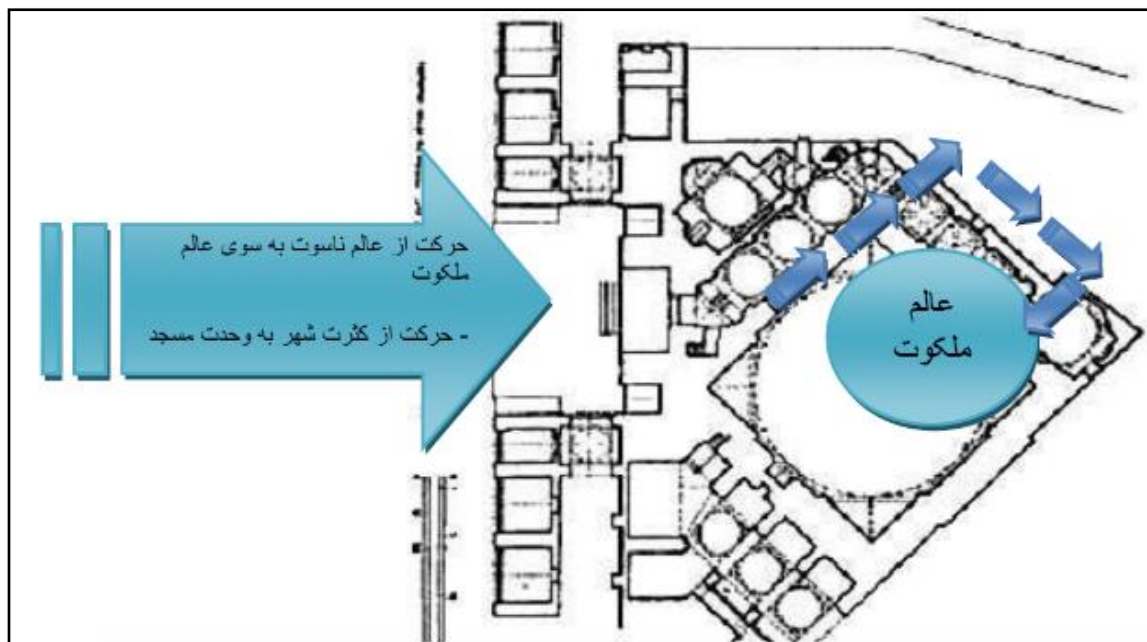 حرکت از عالم ناسوت به سوی عالم
ملکوت
- حرکت از کثرت شهر به وحدت مسجد
عالم
ملکوت